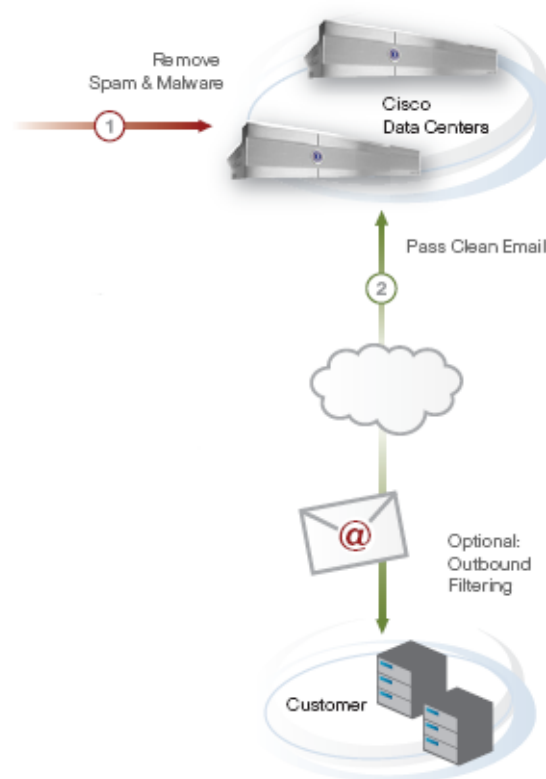 Remove
Spam & Malware
1
Cisco
Data Centers
Pass Clean Email
2
@
Optional:
Outbound
Filtering
Customer